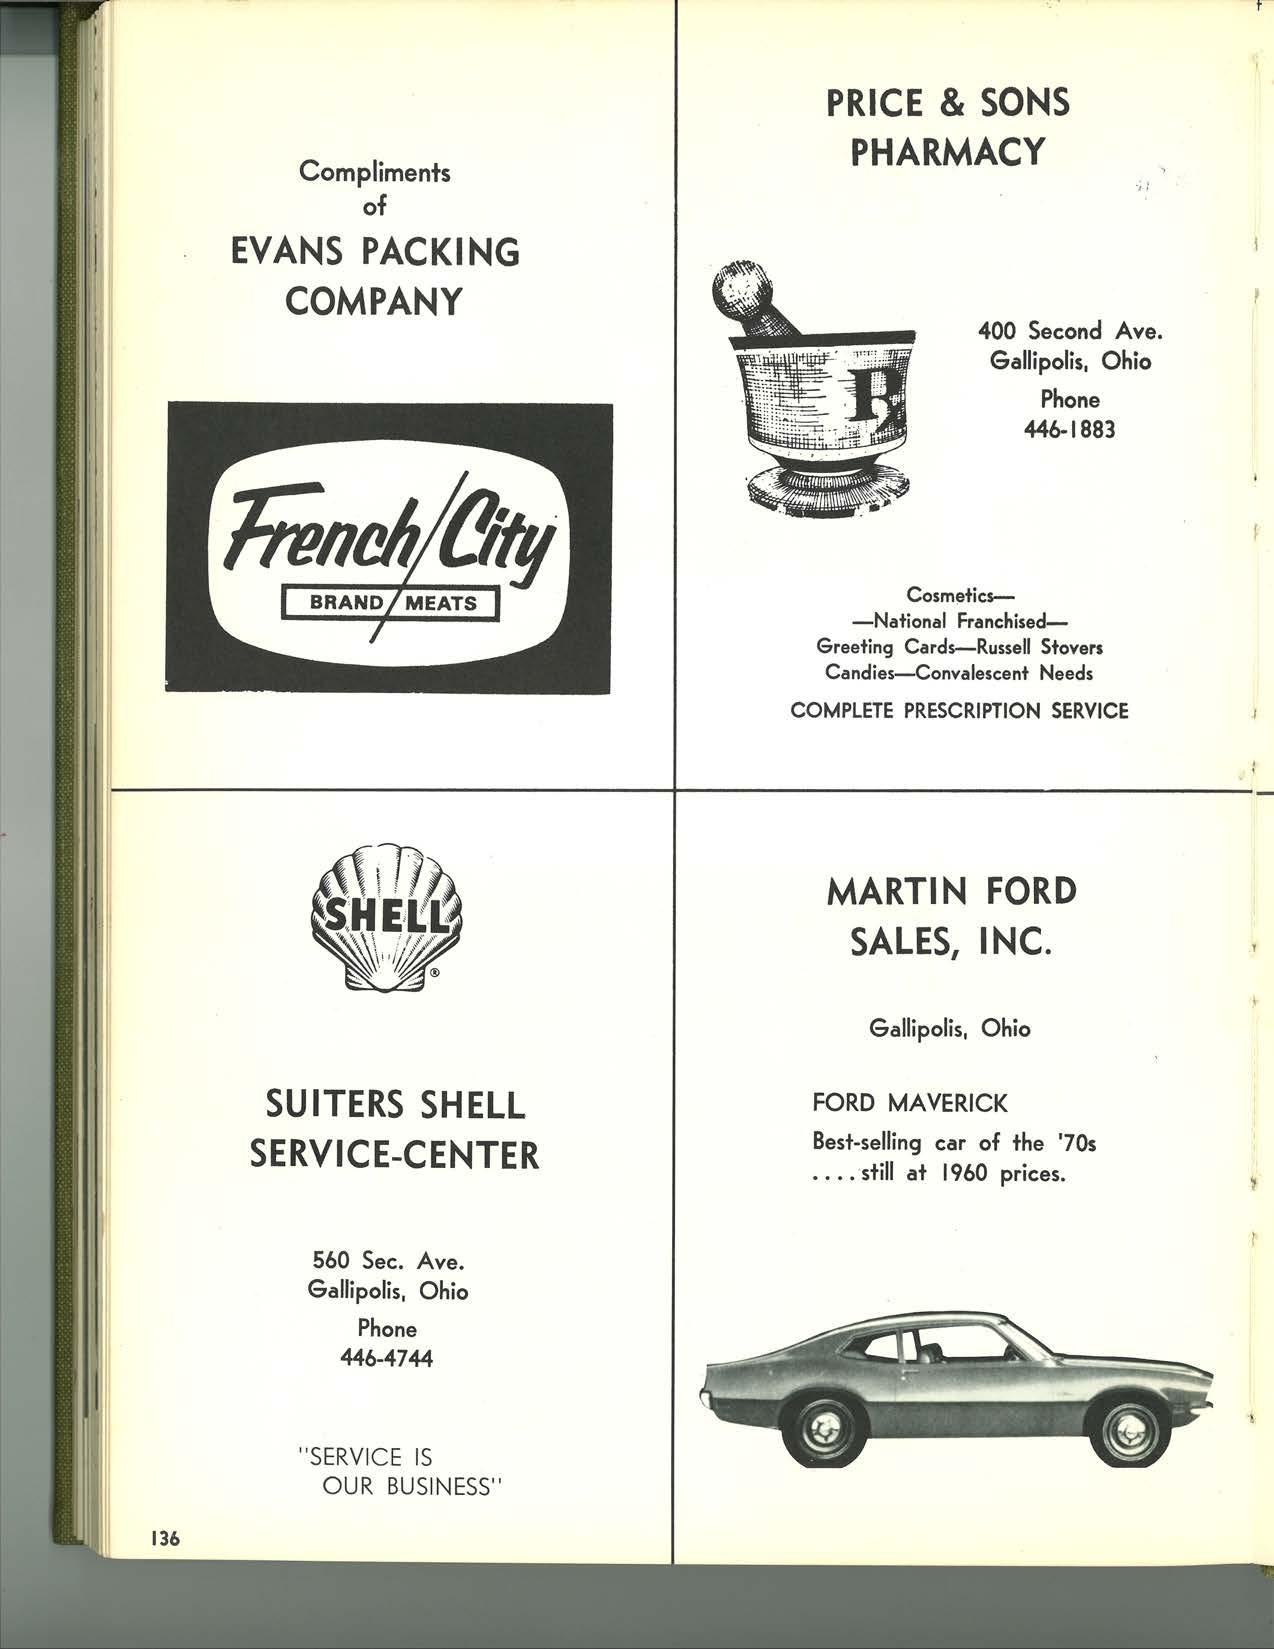 Compliments
of
EVANS PACKING
COMPANY
French/City
BRAND/MEATS
PRICE & SONS
PHARMACY
℞
400 Second Ave.
Gallipolis, Ohio
Phone
446-1883
Cosmetics—
—National Franchised—
Greeting Cards—Russell Stovers
Candies—Convalescent Needs
COMPLETE PRESCRIPTION SERVICE
SHELL
®
SUITERS SHELL
SERVICE-CENTER
560 Sec. Ave.
Gallipolis, Ohio
Phone
446-4744
"SERVICE IS
OUR BUSINESS"
MARTIN FORD
SALES, INC.
Gallipolis, Ohio
FORD MAVERICK
Best-selling car of the '70s
....still at 1960 prices.
136